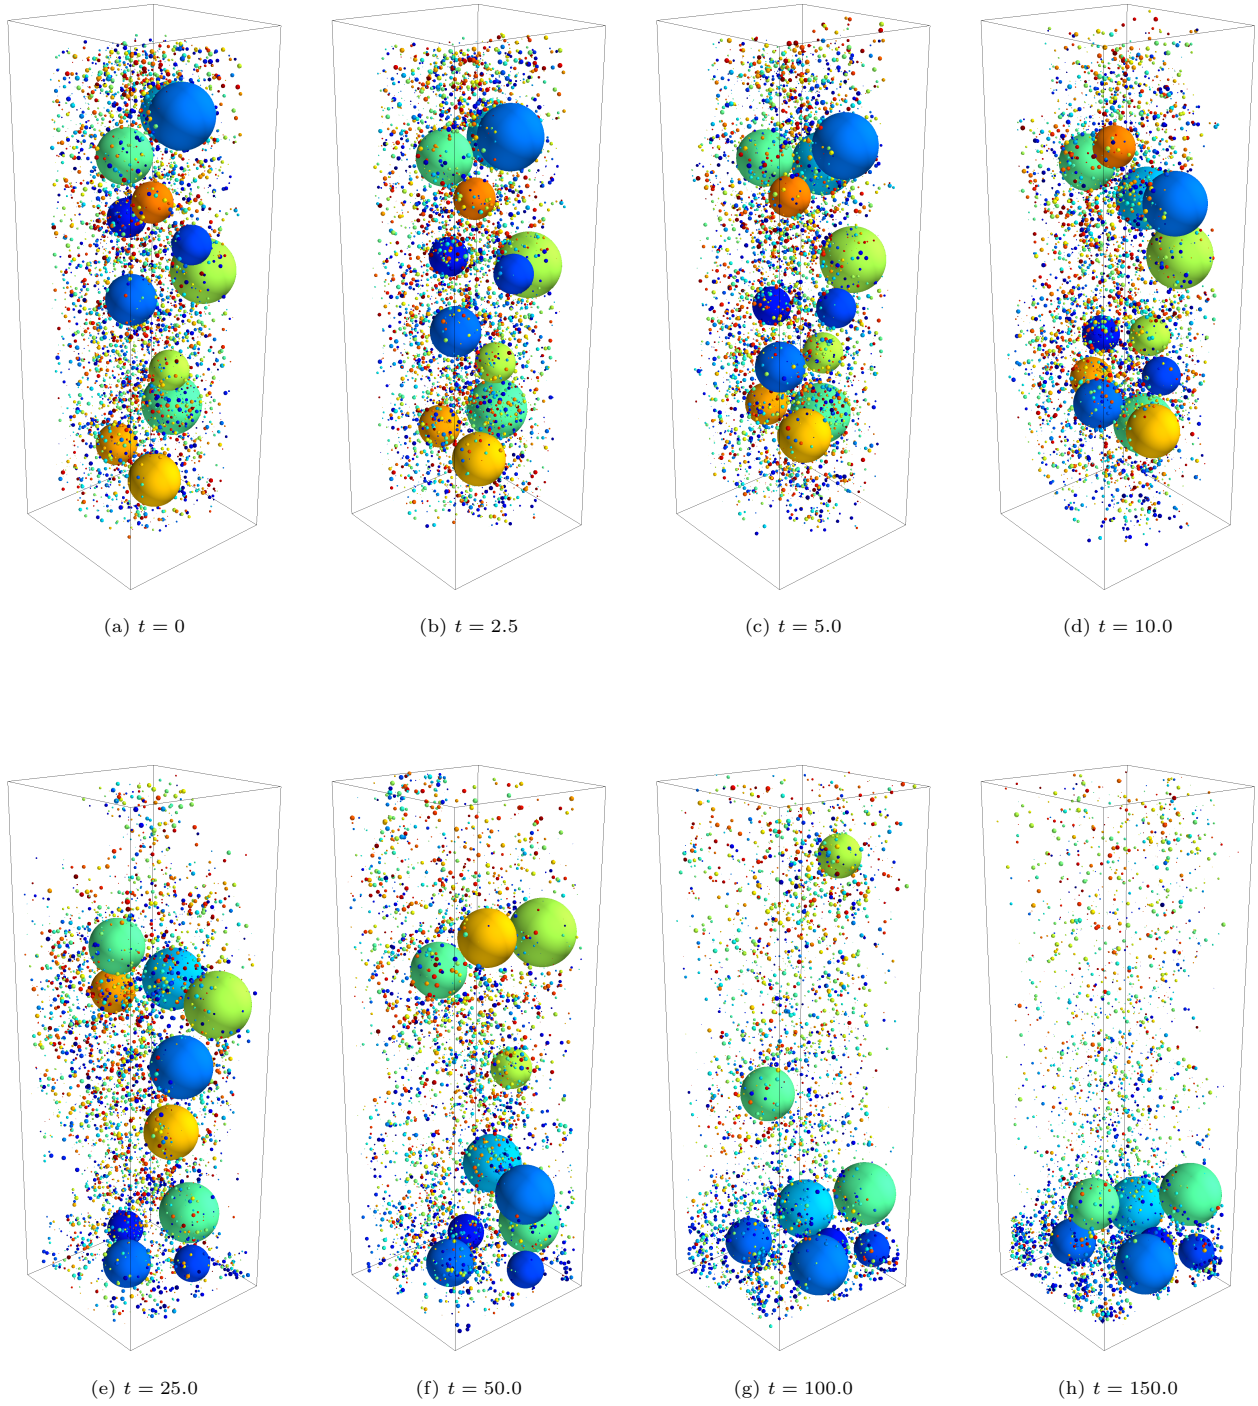 (a) t = 0
(b) t = 2.5
(c) t = 5.0
(d) t = 10.0
(e) t = 25.0
(f) t = 50.0
(g) t = 100.0
(h) t = 150.0